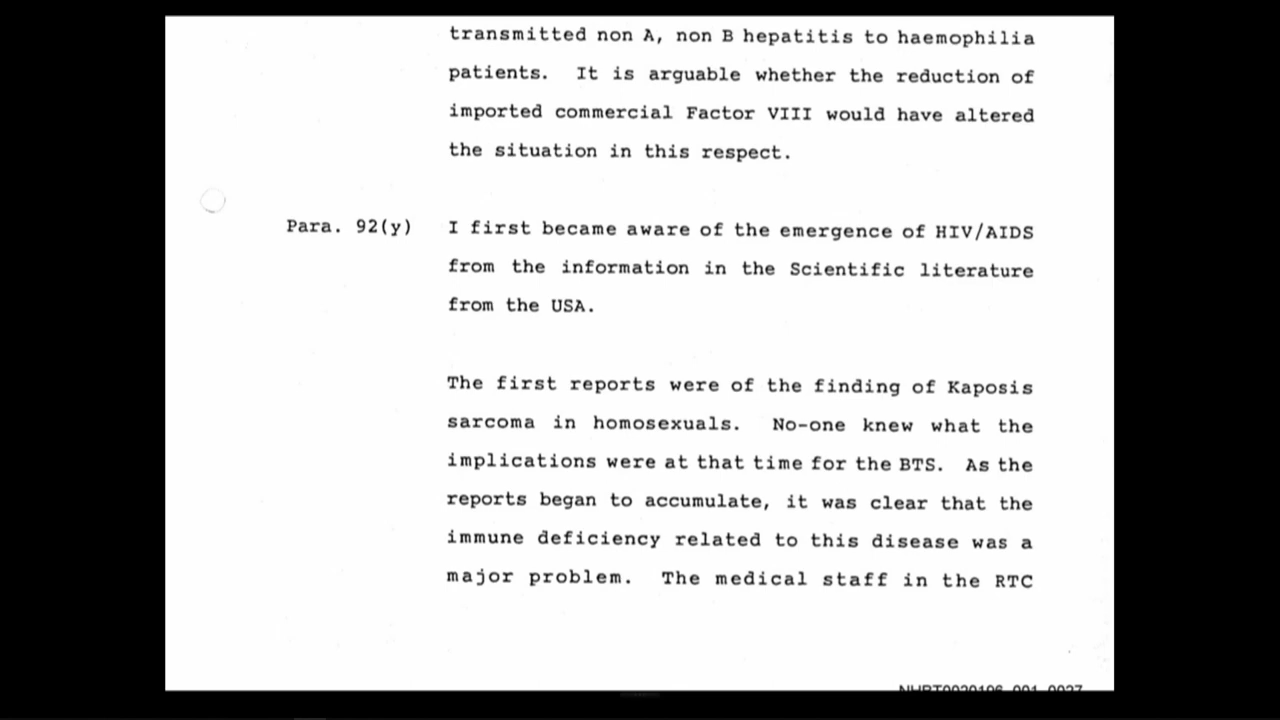 transmitted non A, non B hepatitis to haemophilia
patients. It is arguable whether the reduction of
imported commercial Factor VIII would have altered
the situation in this respect.
Para. 92(y) I first became aware of the emergence of HIV/AIDS
from the information in the Scientific literature
from the USA.
The first reports were of the finding of Kaposis
sarcoma in homosexuals. No-one knew what the
implications were at that time for the BTS. As the
reports began to accumulate, it was clear that the
immune deficiency related to this disease was a
major problem. The medical staff in the RTC